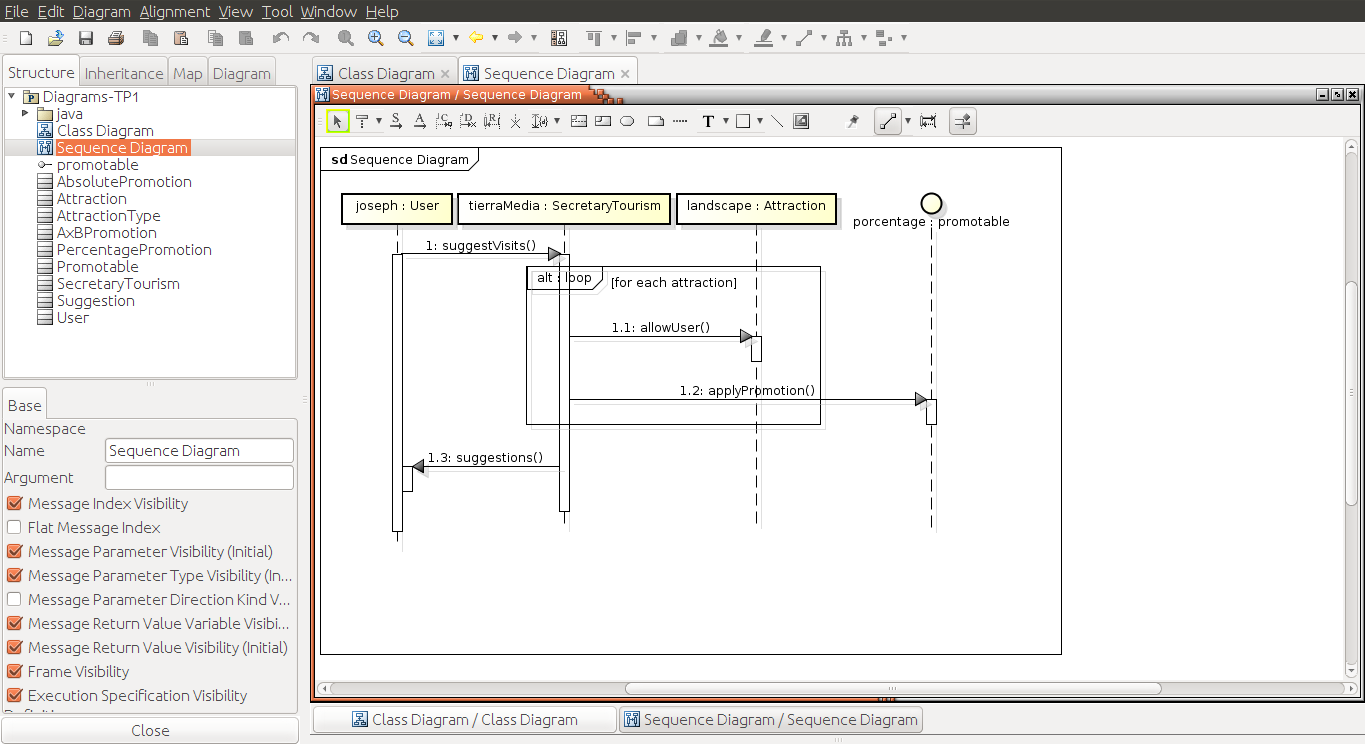 File Edit Diagram Alignment View Tool Window Help
Structure Inheritance Map Diagram
Class Diagram Sequence Diagram
Sequence Diagram / Sequence Diagram
Diagrams-TP1
java
Class Diagram
Sequence Diagram
promotable
AbsolutePromotion
Attraction
AttractionType
AxBPromotion
PercentagePromotion
Promotable
SecretaryTourism
Suggestion
User
Base
Namespace
Name Sequence Diagram
Argument
Message Index Visibility
Flat Message Index
Message Parameter Visibility (Initial)
Message Parameter Type Visibility (In...
Message Parameter Direction Kind V...
Message Return Value Variable Visibi...
Message Return Value Visibility (Initial)
Frame Visibility
Execution Specification Visibility
Close
T
sd Sequence Diagram
joseph : User tierraMedia : SecretaryTourism landscape : Attraction
porcentage : promotable
1: suggestVisits()
alt : loop [for each attraction]
1.1: allowUser()
1.2: applyPromotion()
1.3: suggestions()
Class Diagram / Class Diagram Sequence Diagram / Sequence Diagram